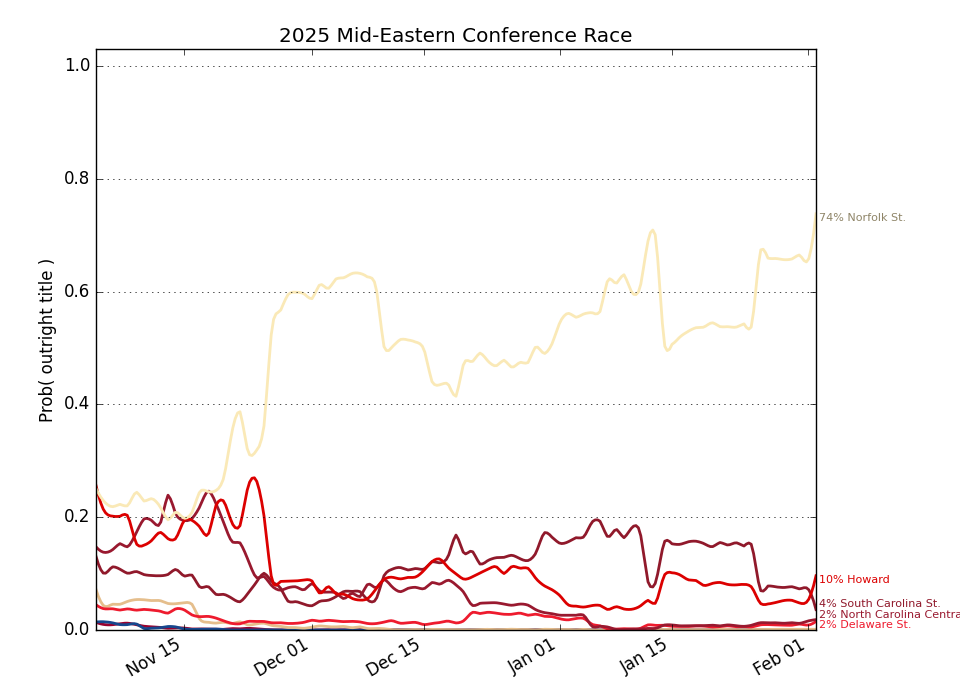 2025 Mid-Eastern Conference Race
Prob( outright title )
1.0
0.8
0.6
0.4
0.2
0.0
74% Norfolk St.
10% Howard
4% South Carolina St.
2% North Carolina Centra
2% Delaware St.
Nov 15
Dec 01
Dec 15
Jan 01
Jan 15
Feb 01